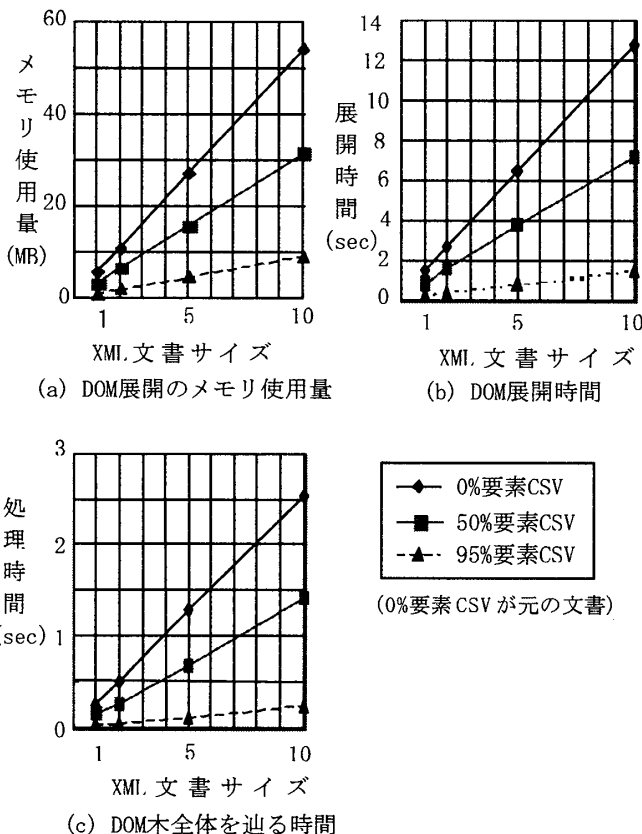 60
40
20
0
メモリ使用量
(MB)
1 5 10
XML文書サイズ
(a) DOM展開のメモリ使用量
14
12
10
8
6
4
2
0
展開時間
(sec)
1 5 10
XML文書サイズ
(b) DOM展開時間
3
2
1
0
処理時間
(sec)
1 5 10
XML文書サイズ
(c) DOM木全体を辿る時間
0%要素CSV
50%要素CSV
95%要素CSV
(0%要素CSVが元の文書)